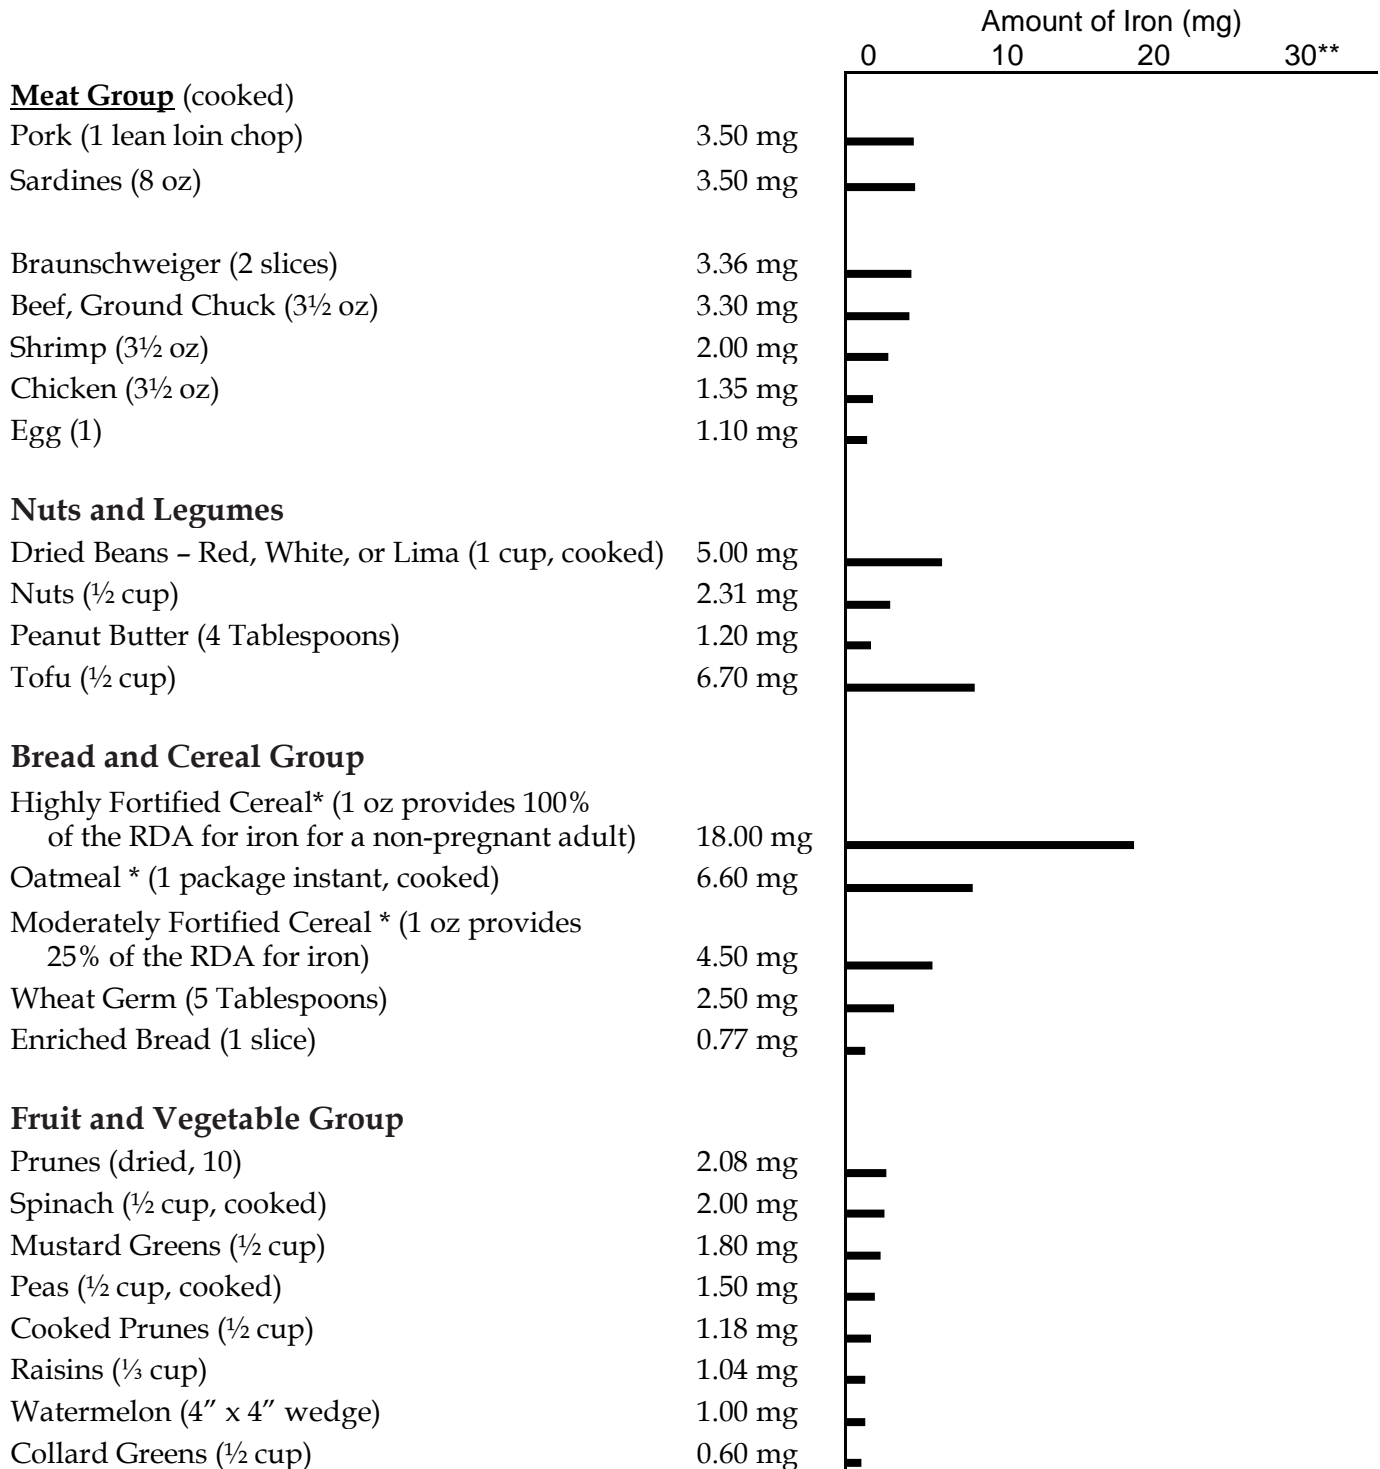 Amount of Iron (mg)
0 10 20 30**
Meat Group (cooked)
Pork (1 lean loin chop) 3.50 mg
Sardines (8 oz) 3.50 mg
Braunschweiger (2 slices) 3.36 mg
Beef, Ground Chuck (3½ oz) 3.30 mg
Shrimp (3½ oz) 2.00 mg
Chicken (3½ oz) 1.35 mg
Egg (1) 1.10 mg
Nuts and Legumes
Dried Beans – Red, White, or Lima (1 cup, cooked) 5.00 mg
Nuts (½ cup) 2.31 mg
Peanut Butter (4 Tablespoons) 1.20 mg
Tofu (½ cup) 6.70 mg
Bread and Cereal Group
Highly Fortified Cereal* (1 oz provides 100%
of the RDA for iron for a non-pregnant adult) 18.00 mg
Oatmeal * (1 package instant, cooked) 6.60 mg
Moderately Fortified Cereal * (1 oz provides
25% of the RDA for iron) 4.50 mg
Wheat Germ (5 Tablespoons) 2.50 mg
Enriched Bread (1 slice) 0.77 mg
Fruit and Vegetable Group
Prunes (dried, 10) 2.08 mg
Spinach (½ cup, cooked) 2.00 mg
Mustard Greens (½ cup) 1.80 mg
Peas (½ cup, cooked) 1.50 mg
Cooked Prunes (½ cup) 1.18 mg
Raisins (⅓ cup) 1.04 mg
Watermelon (4″ x 4″ wedge) 1.00 mg
Collard Greens (½ cup) 0.60 mg